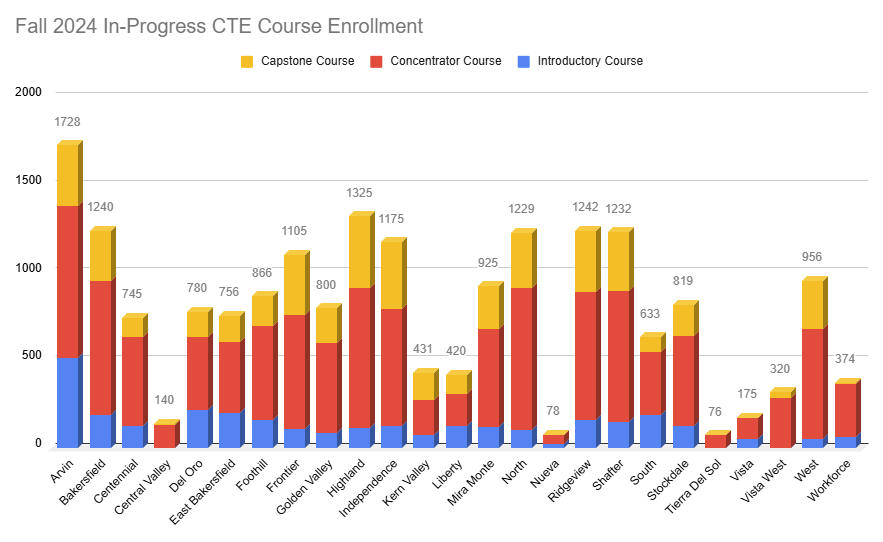 Fall 2024 In-Progress CTE Course Enrollment
Capstone Course Concentrator Course Introductory Course
2000
1500
1000
500
0
1728
1240
745
140
780
756
866
1105
800
1325
1175
431
420
925
1229
78
1242
1232
633
819
76
175
320
956
374
Arvin
Bakersfield
Centennial
Central Valley
Del Oro
East Bakersfield
Foothill
Frontier
Golden Valley
Highland
Independence
Kern Valley
Liberty
Mira Monte
North
Nueva
Ridgeview
Shafter
South
Stockdale
Tierra Del Sol
Vista
Vista West
West
Workforce